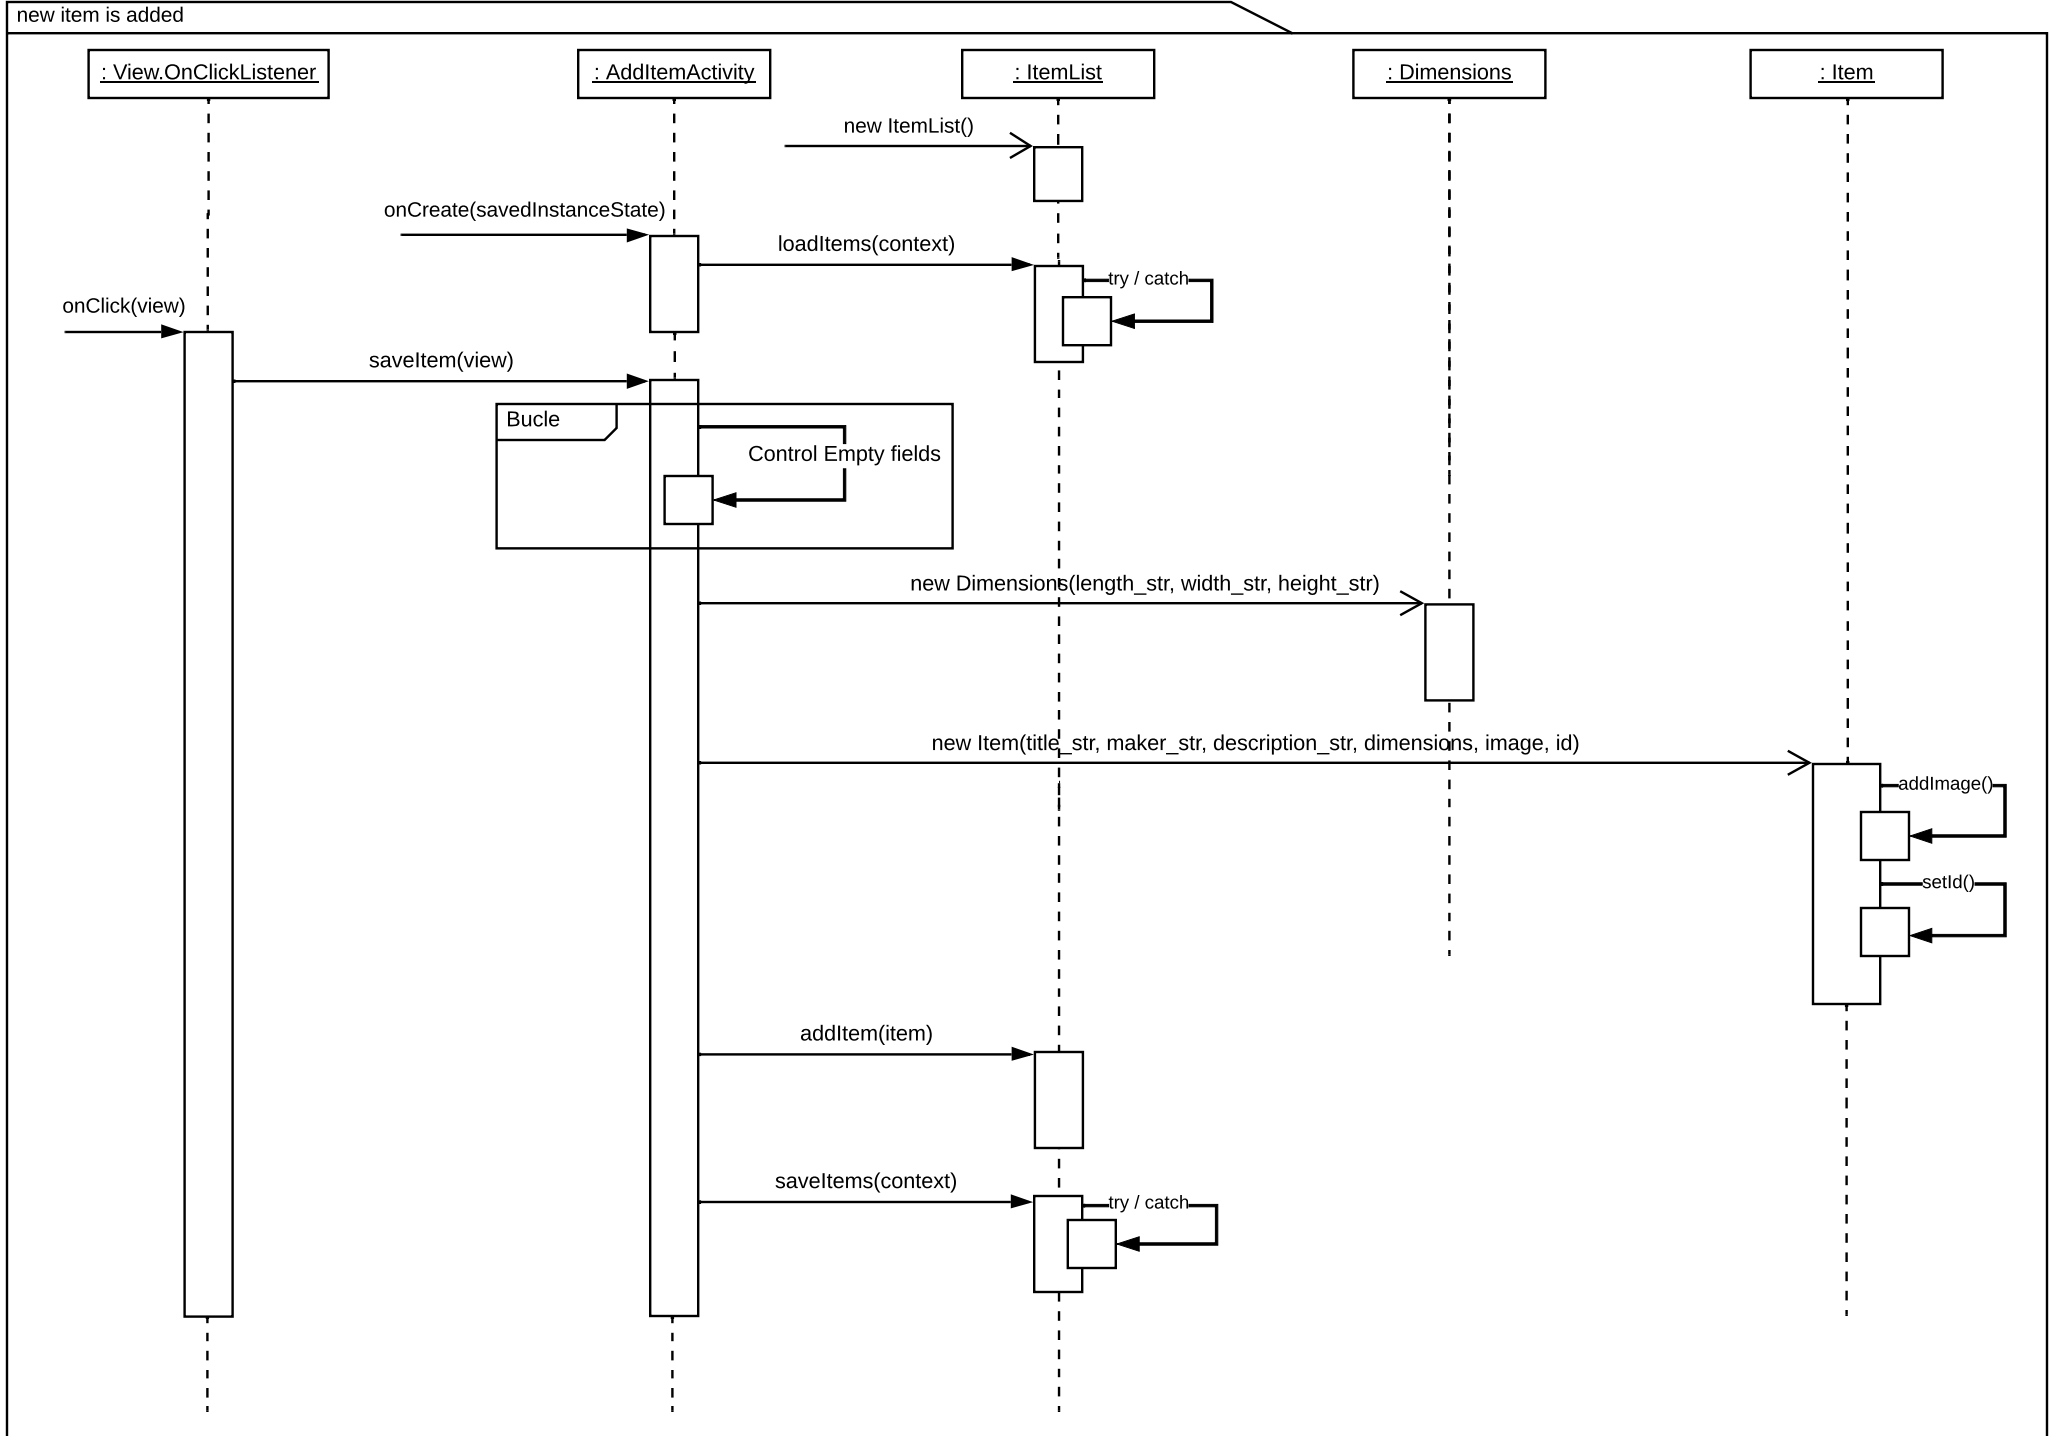 new item is added
: View.OnClickListener
: AddItemActivity
: ItemList
: Dimensions
: Item
new ItemList()
onCreate(savedInstanceState)
loadItems(context)
try / catch
onClick(view)
saveItem(view)
Bucle
Control Empty fields
new Dimensions(length_str, width_str, height_str)
new Item(title_str, maker_str, description_str, dimensions, image, id)
addImage()
setId()
addItem(item)
saveItems(context)
try / catch